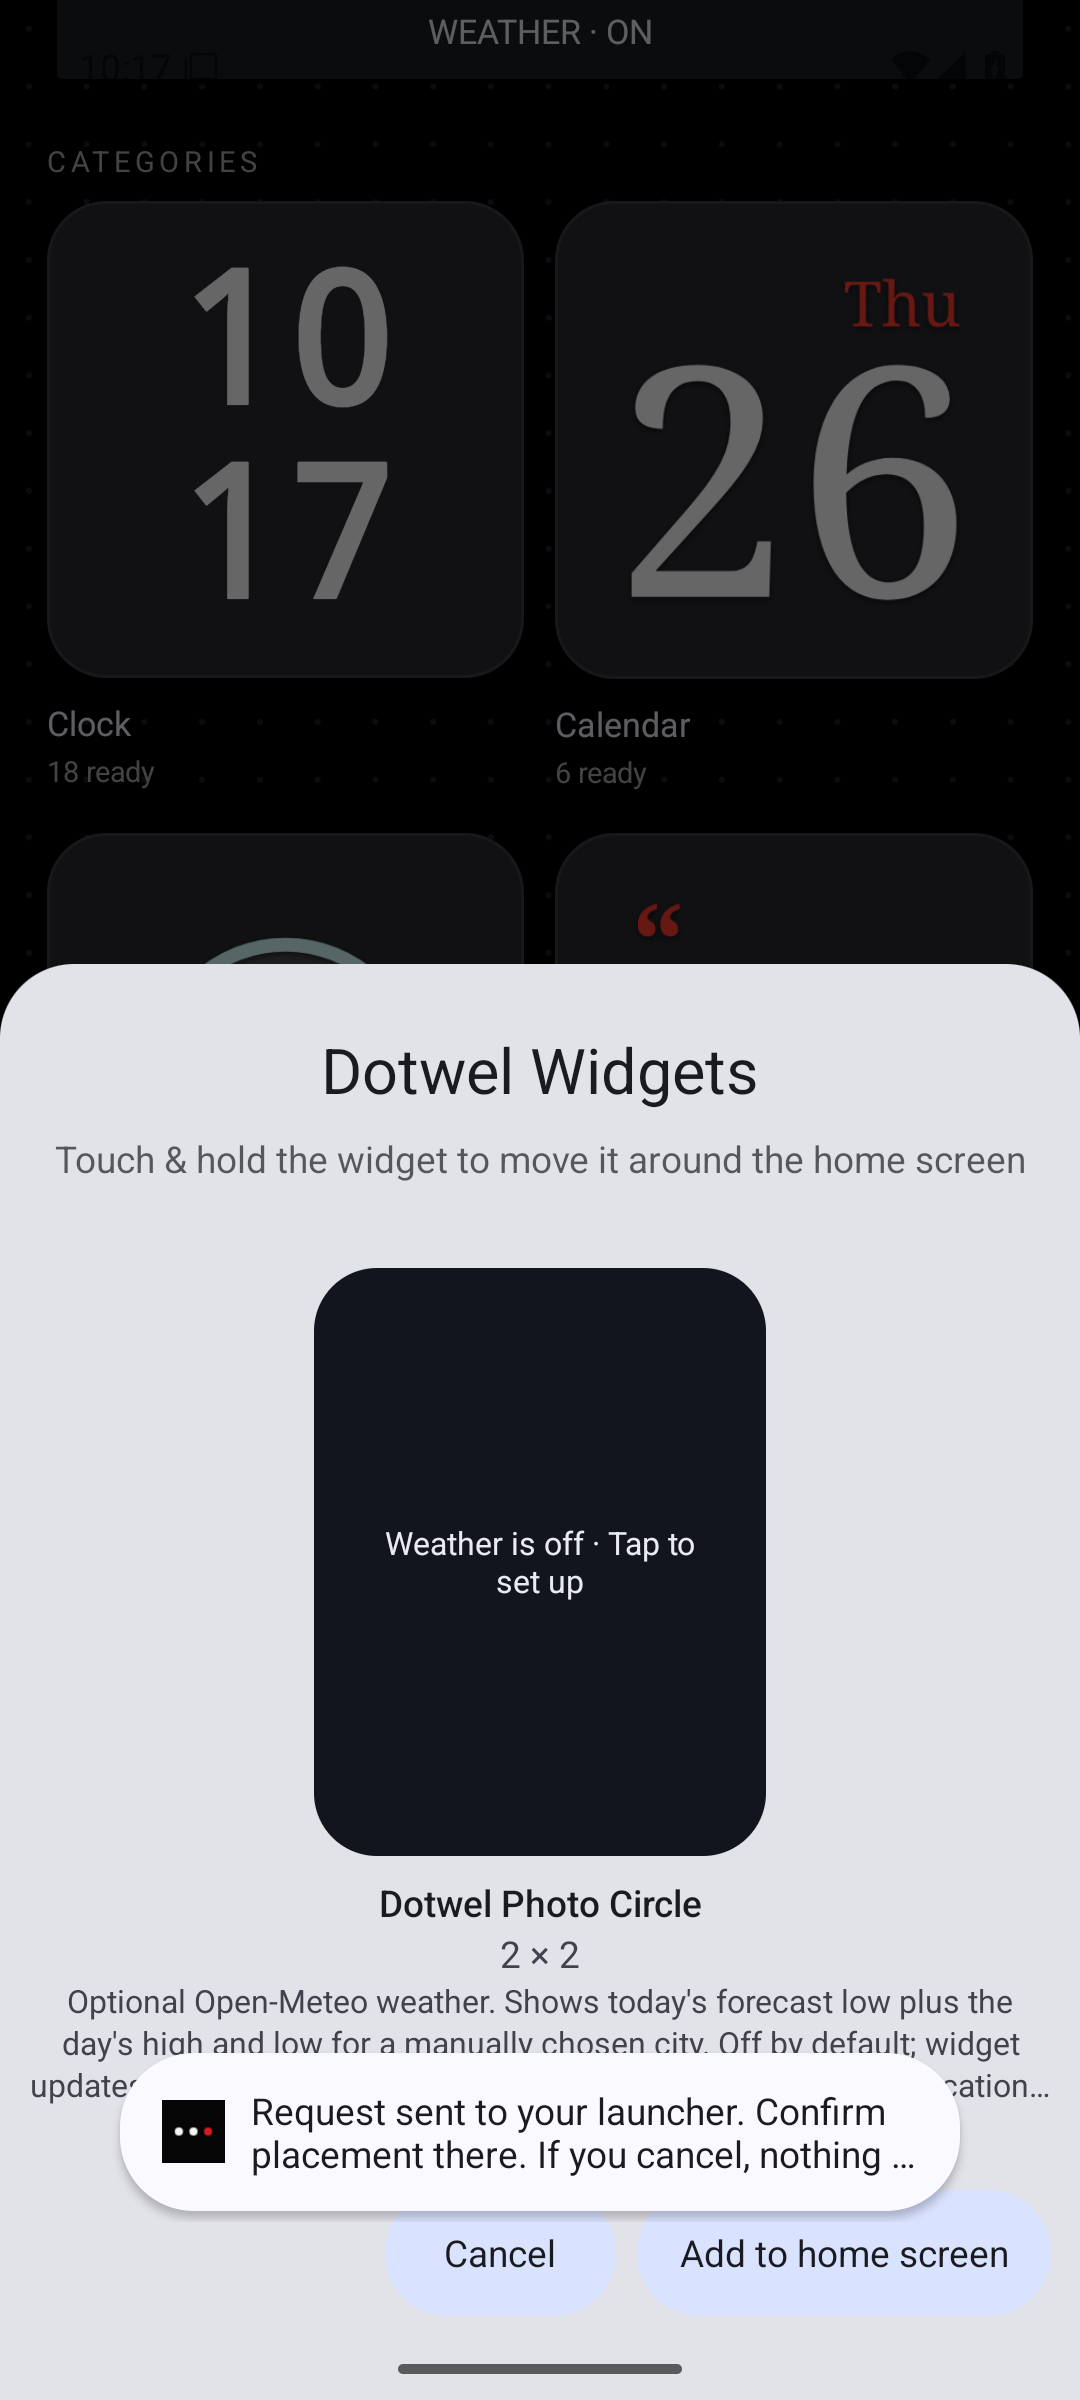 WEATHER · ON
10:17
CATEGORIES
10
17
Thu
26
Clock
18 ready
Calendar
6 ready
“
Dotwel Widgets
Touch & hold the widget to move it around the home screen
Weather is off · Tap to
set up
Dotwel Photo Circle
2 × 2
Optional Open-Meteo weather. Shows today's forecast low plus the
day's high and low for a manually chosen city. Off by default; widget
Request sent to your launcher. Confirm
placement there. If you cancel, nothing ...
Cancel
Add to home screen